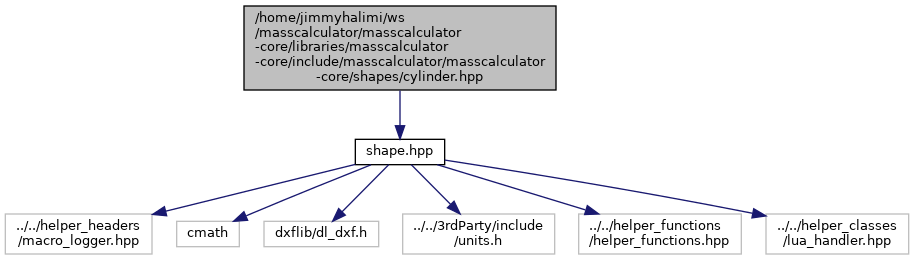 /home/jimmyhalimi/ws
/masscalculator/masscalculator
-core/libraries/masscalculator
-core/include/masscalculator/masscalculator
-core/shapes/cylinder.hpp
shape.hpp
../../helper_headers
/macro_logger.hpp
cmath
dxflib/dl_dxf.h
../../3rdParty/include
/units.h
../../helper_functions
/helper_functions.hpp
../../helper_classes
/lua_handler.hpp